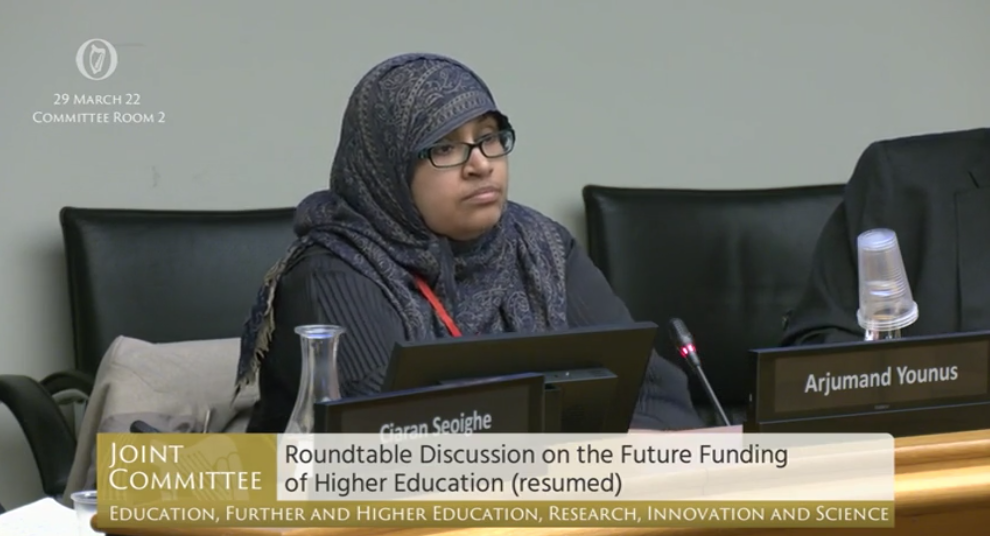 29 MARCH 22
COMMITTEE ROOM 2
Arjumand Younus
Ciaran Seoighe
JOINT
COMMITTEE
Roundtable Discussion on the Future Funding
of Higher Education (resumed)
EDUCATION, FURTHER AND HIGHER EDUCATION, RESEARCH, INNOVATION AND SCIENCE